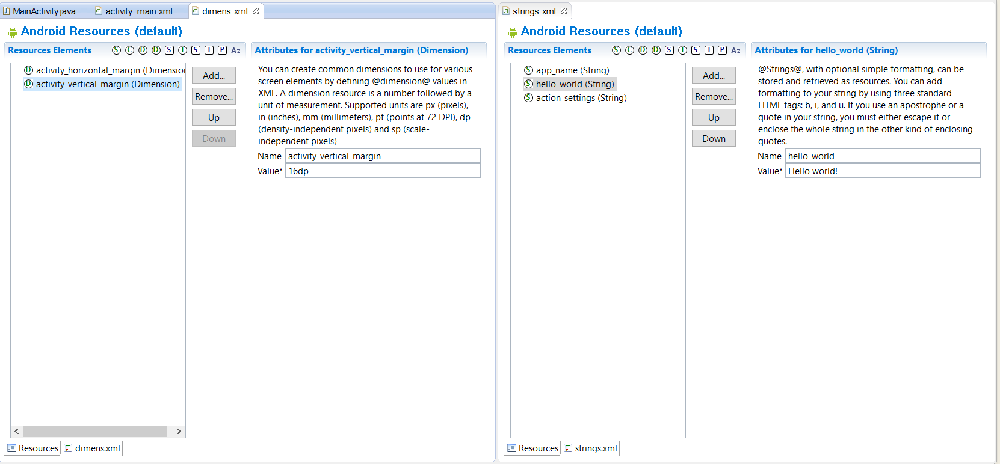 MainActivity.java
activity_main.xml
dimens.xml
Android Resources (default)
Resources Elements
S C D D S I S I P Az
activity_horizontal_margin (Dimension
activity_vertical_margin (Dimension)
Add...
Remove...
Up
Down
Attributes for activity_vertical_margin (Dimension)
You can create common dimensions to use for various
screen elements by defining @dimension@ values in
XML. A dimension resource is a number followed by a
unit of measurement. Supported units are px (pixels),
in (inches), mm (millimeters), pt (points at 72 DPI), dp
(density-independent pixels) and sp (scale-
independent pixels)
Name activity_vertical_margin
Value* 16dp
Resources
dimens.xml
strings.xml
Android Resources (default)
Resources Elements
S C D D S I S I P Az
app_name (String)
hello_world (String)
action_settings (String)
Add...
Remove...
Up
Down
Attributes for hello_world (String)
@Strings@, with optional simple formatting, can be
stored and retrieved as resources. You can add
formatting to your string by using three standard
HTML tags: b, i, and u. If you use an apostrophe or a
quote in your string, you must either escape it or
enclose the whole string in the other kind of enclosing
quotes.
Name hello_world
Value* Hello world!
Resources
strings.xml